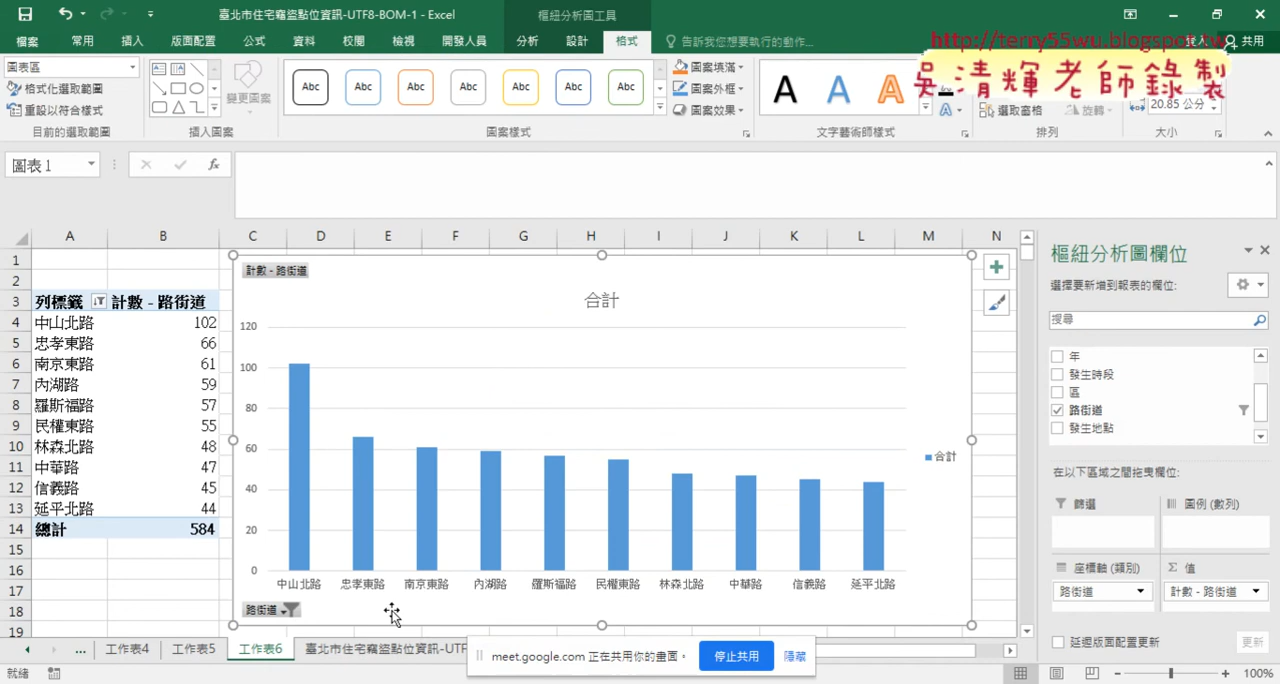 臺北市住宅竊盜點位資訊-UTF8-BOM-1 - Excel
樞紐分析圖工具
檔案 常用 插入 版面配置 公式 資料 校閱 檢視 開發人員 分析 設計 格式 告訴我您想要執行的動作... 登入 共用
http://terry55wu.blogspot.tw
吳清輝老師錄製
圖表區
格式化選取範圍
重設以符合樣式
目前的選取範圍
變更圖案
插入圖案
Abc Abc Abc Abc Abc Abc Abc
圖案填滿
圖案外框
圖案效果
圖案樣式
A A A
A
文字藝術師樣式
選取窗格
旋轉
排列
20.85 公分
大小
圖表 1
fx
A B C D E F G H I J K L M N
1
2
3 列標籤 計數 - 路街道
4 中山北路 102
5 忠孝東路 66
6 南京東路 61
7 內湖路 59
8 羅斯福路 57
9 民權東路 55
10 林森北路 48
11 中華路 47
12 信義路 45
13 延平北路 44
14 總計 584
15
16
17
18
19
計數 - 路街道
合計
120
100
80
60
40
20
0
中山北路 忠孝東路 南京東路 內湖路 羅斯福路 民權東路 林森北路 中華路 信義路 延平北路
合計
路街道
樞紐分析圖欄位
選擇要新增到報表的欄位:
搜尋
年
發生時段
區
路街道
發生地點
在以下區域之間拖曳欄位:
篩選
圖例 (數列)
座標軸 (類別)
Σ 值
路街道
計數 - 路街道
延遲版面配置更新
更新
... 工作表4 工作表5 工作表6 臺北市住宅竊盜點位資訊-UTF
meet.google.com 正在共用你的畫面。
停止共用
隱藏
就緒
100%